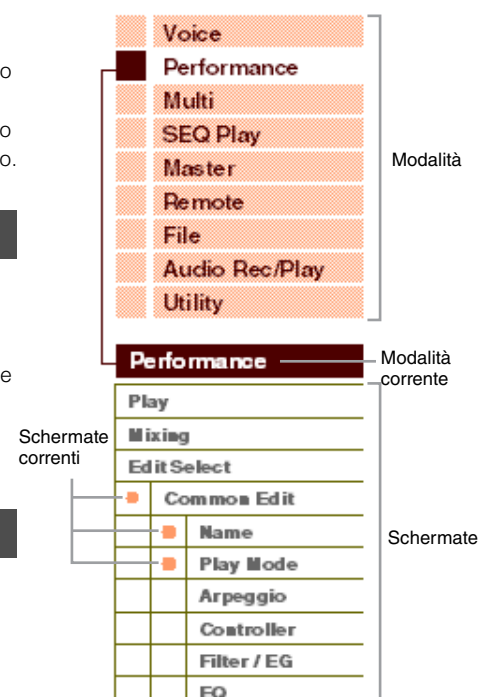 Voice
Performance
Multi
SEQ Play
Master
Remote
File
Audio Rec/Play
Utility
Modalità
o
o
o.
Performance
Modalità
corrente
e
Play
Mixing
Edit Select
Common Edit
Name
Play Mode
Arpeggio
Controller
Filter / EG
EQ
Schermate
correnti
Schermate